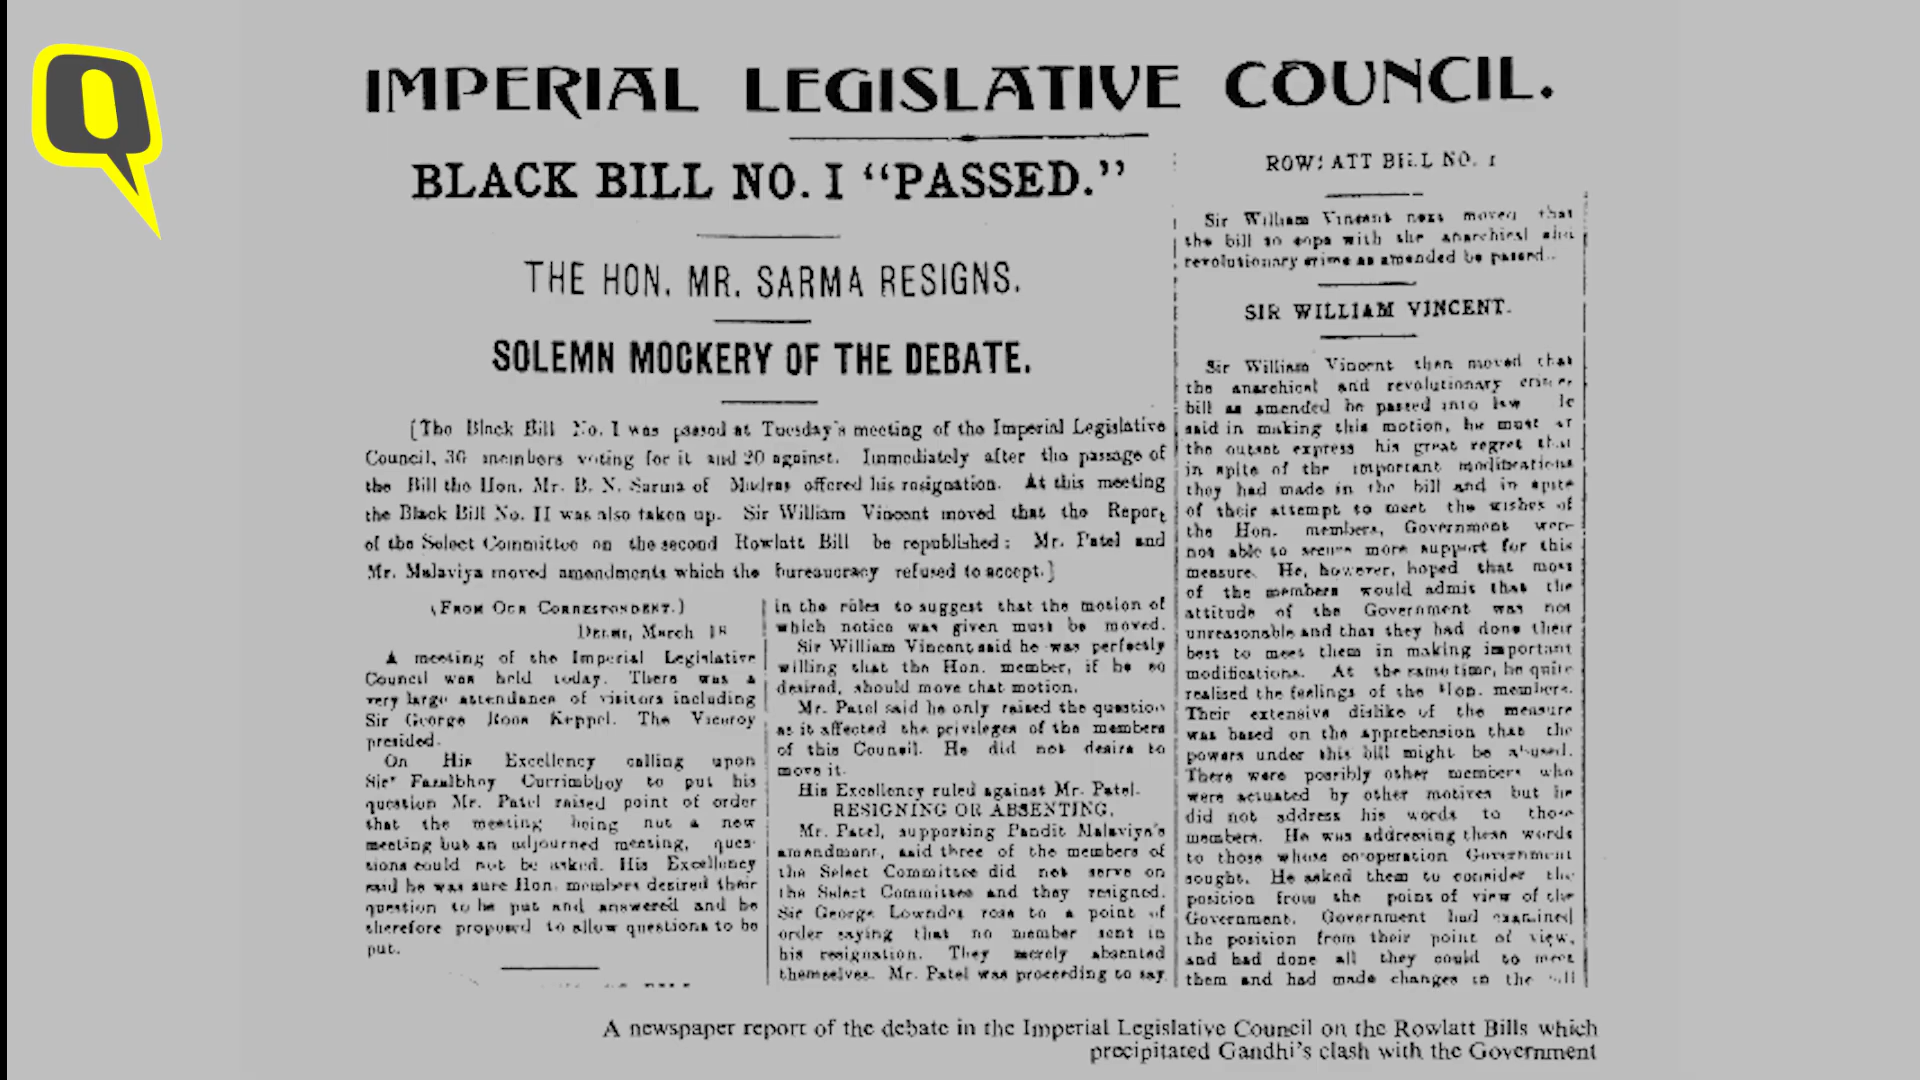 Q
IMPERIAL LEGISLATIVE COUNCIL.
BLACK BILL NO. I “PASSED.”
THE HON. MR. SARMA RESIGNS.
SOLEMN MOCKERY OF THE DEBATE.
[The Black Bill No. I was passed at Tuesday's meeting of the Imperial Legislative
Council, 30 members voting for it and 20 against. Immediately after the passage of
the Bill the Hon. Mr. B. N. Sarma of Madras offered his resignation. At this meeting
the Black Bill No. II was also taken up. Sir William Vincent moved that the Report
of the Select Committee on the second Rowlatt Bill be republished: Mr. Patel and
Mr. Malaviya moved amendments which the bureaucracy refused to accept.]
(FROM OUR CORRESPONDENT.)
DELHI, March 18
A meeting of the Imperial Legislative
Council was held today. There was a
very large attendance of visitors including
Sir George Roos Keppel. The Viceroy
presided.
On His Excellency calling upon
Sir Fazalbhoy Currimbhoy to put his
question Mr. Patel raised point of order
that the meeting being not a new
meeting but an adjourned meeting, ques-
tions could not be asked. His Excellency
said he was sure Hon. members desired their
question to be put and answered and he
therefore proposed to allow questions to be
put.
in the rules to suggest that the motion of
which notice was given must be moved.
Sir William Vincent said he was perfectly
willing that the Hon. member, if he so
desired, should move that motion.
Mr. Patel said he only raised the question
as it affected the privileges of the members
of this Council. He did not desire to
move it.
His Excellency ruled against Mr. Patel.
RESIGNING OR ABSENTING.
Mr. Patel, supporting Pandit Malaviya's
amendment, said three of the members of
the Select Committee did not serve on
the Select Committee and they resigned.
Sir George Lowndes rose to a point of
order saying that no member sent in
his resignation. They merely absented
themselves. Mr. Patel was proceeding to say
ROWLATT BILL NO. 1
Sir William Vincent next moved that
the bill to cope with the anarchical and
revolutionary crime as amended be passed.
SIR WILLIAM VINCENT.
Sir William Vincent then moved that
the anarchical and revolutionary crimes
bill as amended be passed into law. He
said in making this motion, he must at
the outset express his great regret that
in spite of the important modifications
they had made in the bill and in spite
of their attempt to meet the wishes of
the Hon. members, Government were
not able to secure more support for this
measure. He, however, hoped that most
of the members would admit that the
attitude of the Government was not
unreasonable and that they had done their
best to meet them in making important
modifications. At the same time, he quite
realised the feelings of the Hon. members.
Their extensive dislike of the measure
was based on the apprehension that the
powers under this bill might be abused.
There were possibly other members who
were actuated by other motives but he
did not address his words to those
members. He was addressing these words
to those whose co-operation Government
sought. He asked them to consider the
position from the point of view of the
Government. Government had examined
the position from their point of view,
and had done all they could to meet
them and had made changes in the bill
A newspaper report of the debate in the Imperial Legislative Council on the Rowlatt Bills which
precipitated Gandhi's clash with the Government